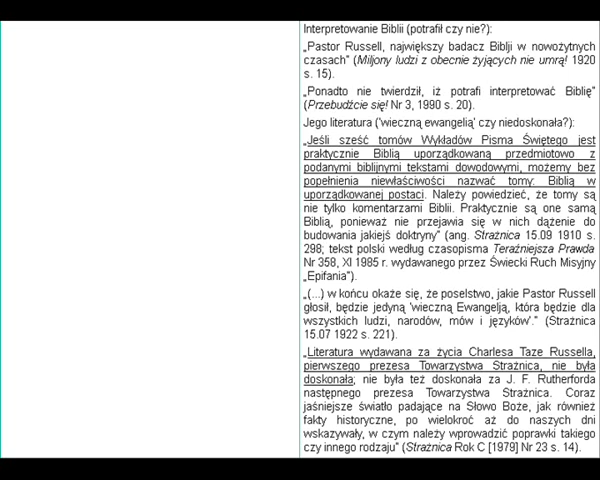 Interpretowanie Biblii (potrafił czy nie?):
„Pastor Russell, największy badacz Biblji w nowożytnych
czasach” (Miljony ludzi z obecnie żyjących nie umrą! 1920
s. 15).
„Ponadto nie twierdził, iż potrafi interpretować Biblię”
(Przebudźcie się! Nr 3, 1990 s. 20).
Jego literatura ('wieczną ewangelią' czy niedoskonała?):
„Jeśli sześć tomów Wykładów Pisma Świętego jest
praktycznie Biblią uporządkowaną przedmiotowo z
podanymi biblijnymi tekstami dowodowymi, możemy bez
popełnienia niewłaściwości nazwać tomy: Biblią w
uporządkowanej postaci. Należy powiedzieć, że tomy są
nie tylko komentarzami Biblii. Praktycznie są one samą
Biblią, ponieważ nie przejawia się w nich dążenie do
budowania jakiejś doktryny” (ang. Strażnica 15.09 1910 s.
298; tekst polski według czasopisma Teraźniejsza Prawda
Nr 358, XI 1985 r. wydawanego przez Świecki Ruch Misyjny
„Epifania”).
„(...) w końcu okaże się, że poselstwo, jakie Pastor Russell
głosił, będzie jedyną 'wieczną Ewangelją, która będzie dla
wszystkich ludzi, narodów, mów i języków'.” (Strażnica
15.07 1922 s. 221).
„Literatura wydawana za życia Charlesa Taze Russella,
pierwszego prezesa Towarzystwa Strażnica, nie była
doskonała; nie była też doskonała za J. F. Rutherforda
następnego prezesa Towarzystwa Strażnica. Coraz
jaśniejsze światło padające na Słowo Boże, jak również
fakty historyczne, po wielokroć aż do naszych dni
wskazywały, w czym należy wprowadzić poprawki takiego
czy innego rodzaju” (Strażnica Rok C [1979] Nr 23 s. 14).